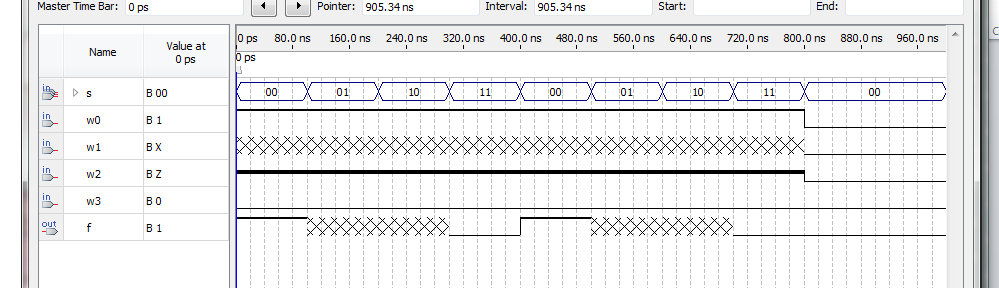 Master Time Bar: 0 ps Pointer: 905.34 ns Interval: 905.34 ns Start: End:
Name Value at 0 ps
0 ps 80.0 ns 160.0 ns 240.0 ns 320.0 ns 400.0 ns 480.0 ns 560.0 ns 640.0 ns 720.0 ns 800.0 ns 880.0 ns 960.0 ns
0 ps
in s B 00 00 01 10 11 00 01 10 11 00
in w0 B 1
in w1 B X
in w2 B Z
in w3 B 0
out f B 1